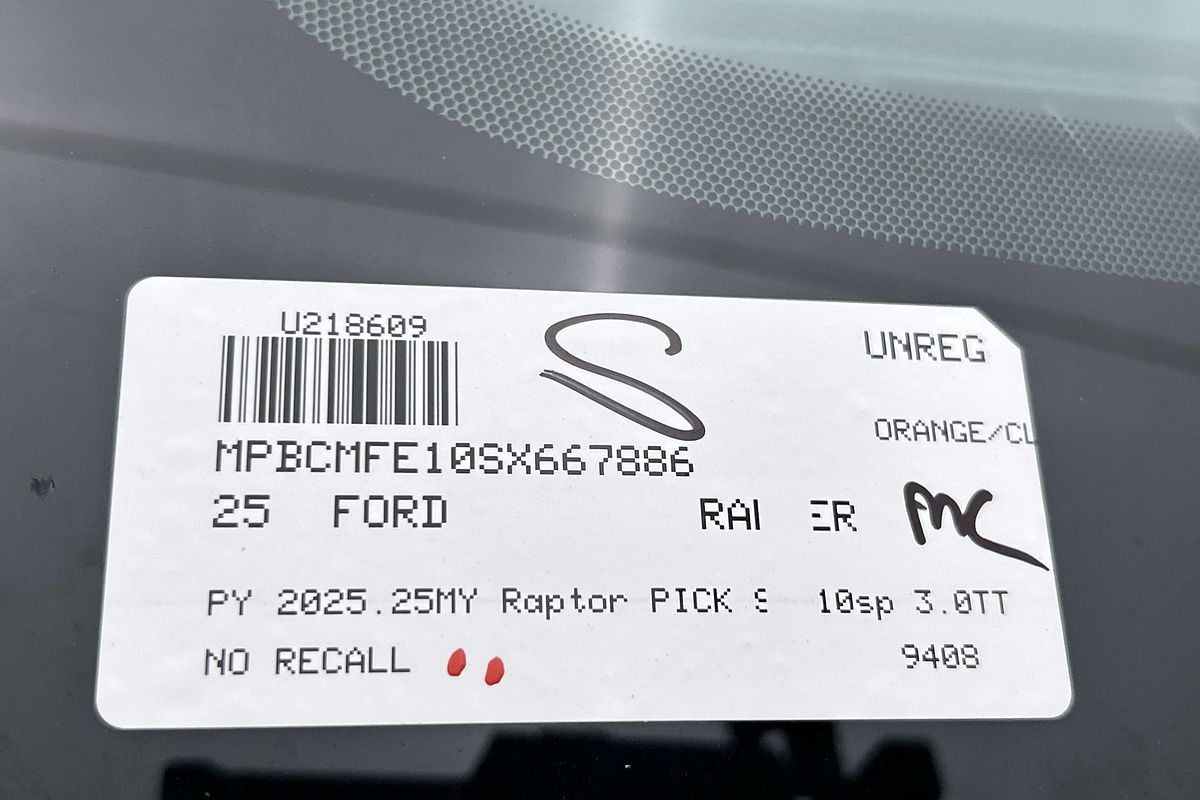 U218609
S
UNREG
MPBCMFE10SX667886
ORANGE/CL
25 FORD
PY 2025.25MY Raptor PICK 10sp 3.0TT
NO RECALL
9408